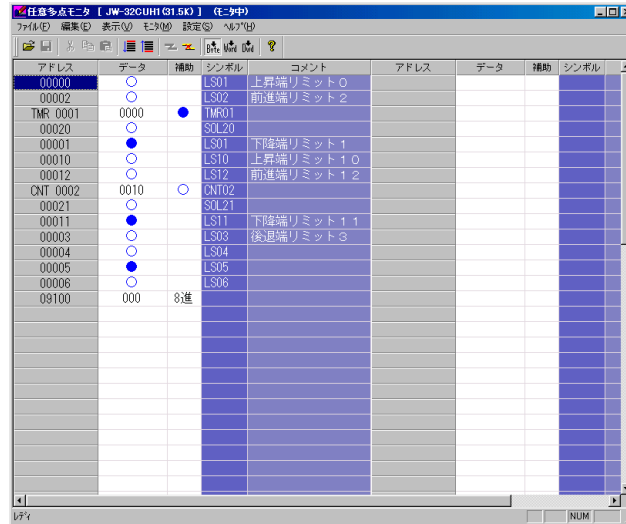 任意多点モニタ [ JW-32CUH1(31.5K) ] (モニタ中)
ファイル(F) 編集(E) 表示(V) モニタ(M) 設定(S) ヘルプ(H)
Byte Word Dwd
アドレス データ 補助 シンボル コメント アドレス データ 補助 シンボル
00000 LS01 上昇端リミット0
00002 LS02 前進端リミット2
TMR 0001 0000 TMR01
00020 SOL20
00001 LS01 下降端リミット1
00010 LS10 上昇端リミット10
00012 LS12 前進端リミット12
CNT 0002 0010 CNT02
00021 SOL21
00011 LS11 下降端リミット11
00003 LS03 後退端リミット3
00004 LS04
00005 LS05
00006 LS06
09100 000 8進
レディ NUM